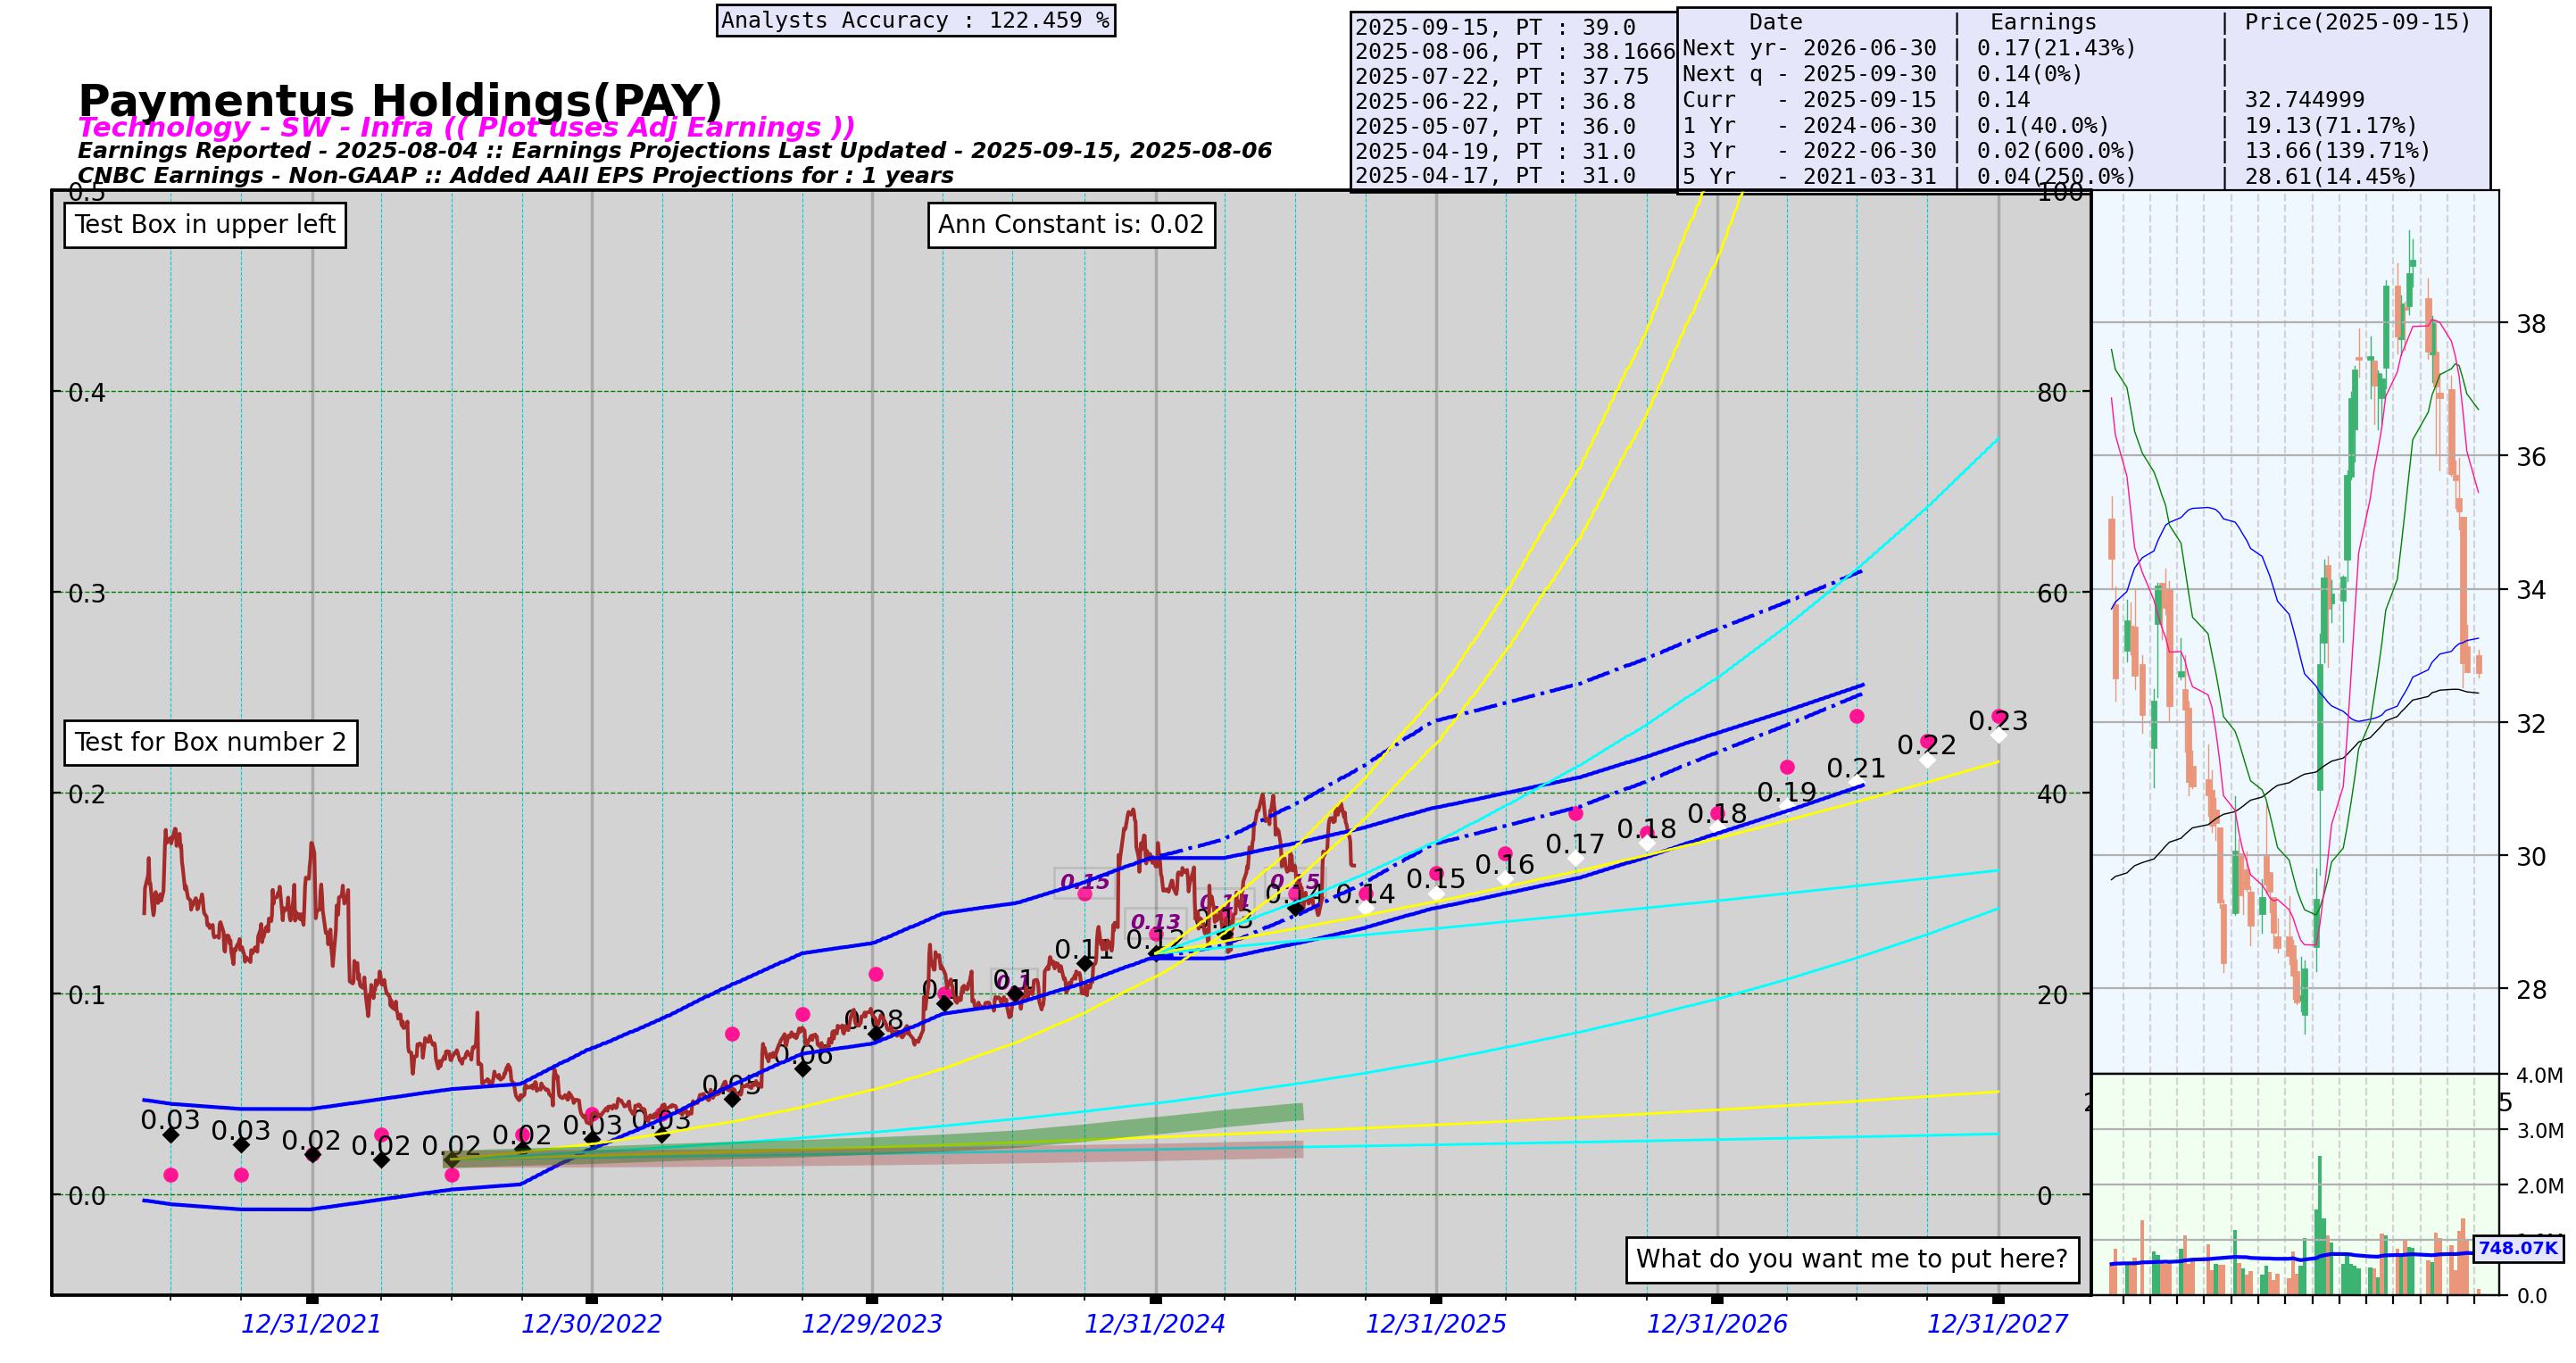 Analysts Accuracy : 122.459 %
2025-09-15, PT : 39.0
2025-08-06, PT : 38.1666
2025-07-22, PT : 37.75
2025-06-22, PT : 36.8
2025-05-07, PT : 36.0
2025-04-19, PT : 31.0
2025-04-17, PT : 31.0
Date | Earnings | Price(2025-09-15)
Next yr- 2026-06-30 | 0.17(21.43%) |
Next q - 2025-09-30 | 0.14(0%) |
Curr - 2025-09-15 | 0.14 | 32.744999
1 Yr - 2024-06-30 | 0.1(40.0%) | 19.13(71.17%)
3 Yr - 2022-06-30 | 0.02(600.0%) | 13.66(139.71%)
5 Yr - 2021-03-31 | 0.04(250.0%) | 28.61(14.45%)
Paymentus Holdings(PAY)
Technology - SW - Infra (( Plot uses Adj Earnings ))
Earnings Reported - 2025-08-04 :: Earnings Projections Last Updated - 2025-09-15, 2025-08-06
CNBC Earnings - Non-GAAP :: Added AAII EPS Projections for : 1 years
0.5
100
Test Box in upper left
Ann Constant is: 0.02
38
0.4
80
36
0.3
60
34
Test for Box number 2
32
0.23
0.22
0.21
0.2
0.19
40
0.18
0.18
0.17
0.16
0.15
0.14
0.14
0.15
0.15
0.13
0.13
0.12
0.11
30
0.1
0.1
0.1
20
28
0.08
0.06
0.05
0.03
0.03
0.02
0.02
0.02
0.02
0.03
0.03
4.0M
3.0M
2.0M
0.0
0
748.07K
What do you want me to put here?
0.0
12/31/2021
12/30/2022
12/29/2023
12/31/2024
12/31/2025
12/31/2026
12/31/2027